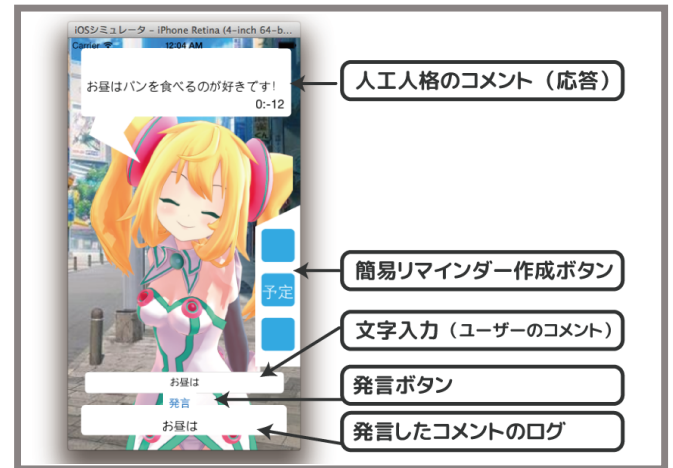 iOSシミュレータ – iPhone Retina (4-inch 64-b...
Carrier 12:04 AM
お昼はパンを食べるのが好きです!
0:-12
人工人格のコメント（応答）
簡易リマインダー作成ボタン
予定
文字入力（ユーザーのコメント）
お昼は
発言ボタン
発言
お昼は
発言したコメントのログ